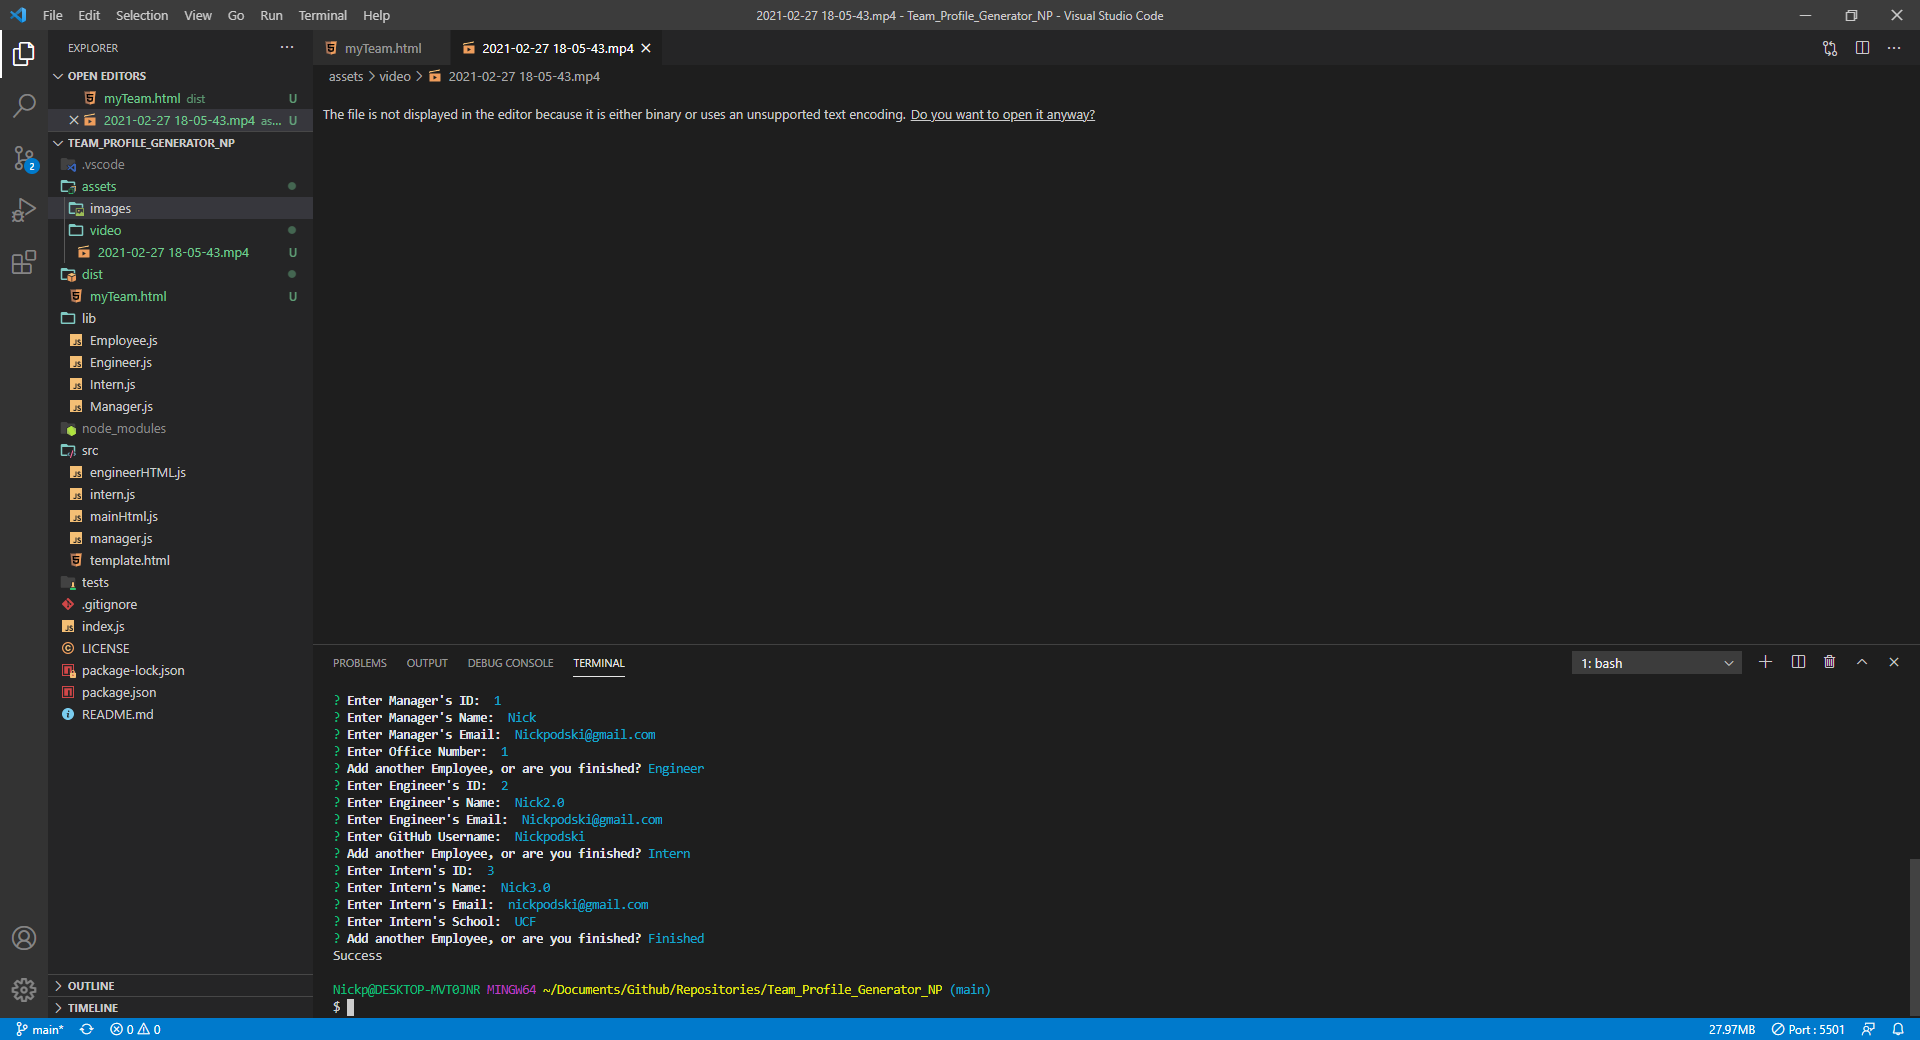 File Edit Selection View Go Run Terminal Help
2021-02-27 18-05-43.mp4 - Team_Profile_Generator_NP - Visual Studio Code
EXPLORER
OPEN EDITORS
myTeam.html dist U
2021-02-27 18-05-43.mp4 as... U
TEAM_PROFILE_GENERATOR_NP
.vscode
assets
images
video
2021-02-27 18-05-43.mp4 U
dist
myTeam.html U
lib
Employee.js
Engineer.js
Intern.js
Manager.js
node_modules
src
engineerHTML.js
intern.js
mainHtml.js
manager.js
template.html
tests
.gitignore
index.js
LICENSE
package-lock.json
package.json
README.md
OUTLINE
TIMELINE
2
myTeam.html 2021-02-27 18-05-43.mp4
assets > video > 2021-02-27 18-05-43.mp4
The file is not displayed in the editor because it is either binary or uses an unsupported text encoding. Do you want to open it anyway?
PROBLEMS OUTPUT DEBUG CONSOLE TERMINAL
1: bash
? Enter Manager's ID: 1
? Enter Manager's Name: Nick
? Enter Manager's Email: Nickpodski@gmail.com
? Enter Office Number: 1
? Add another Employee, or are you finished? Engineer
? Enter Engineer's ID: 2
? Enter Engineer's Name: Nick2.0
? Enter Engineer's Email: Nickpodski@gmail.com
? Enter GitHub Username: Nickpodski
? Add another Employee, or are you finished? Intern
? Enter Intern's ID: 3
? Enter Intern's Name: Nick3.0
? Enter Intern's Email: nickpodski@gmail.com
? Enter Intern's School: UCF
? Add another Employee, or are you finished? Finished
Success
Nickp@DESKTOP-MVT0JNR MINGW64 ~/Documents/Github/Repositories/Team_Profile_Generator_NP (main)
$
main* 0 0
27.97MB Port : 5501